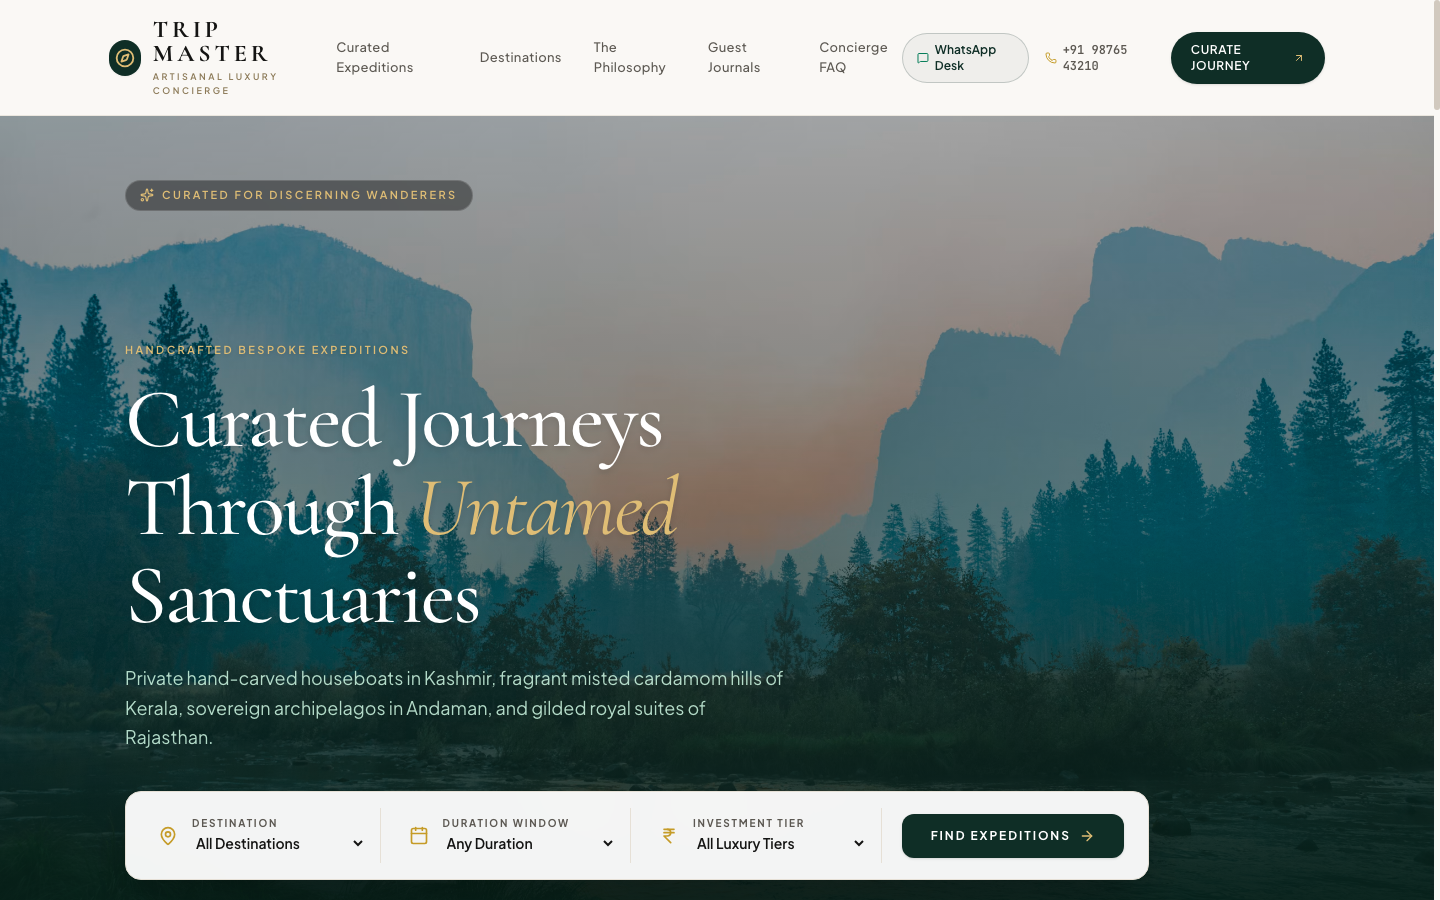 TRIP
MASTER
ARTISANAL LUXURY
CONCIERGE
Curated
Expeditions
Destinations
The
Philosophy
Guest
Journals
Concierge
FAQ
WhatsApp
Desk
+91 98765
43210
CURATE
JOURNEY
CURATED FOR DISCERNING WANDERERS
HANDCRAFTED BESPOKE EXPEDITIONS
Curated Journeys
Through Untamed
Sanctuaries
Private hand-carved houseboats in Kashmir, fragrant misted cardamom hills of
Kerala, sovereign archipelagos in Andaman, and gilded royal suites of
Rajasthan.
DESTINATION
All Destinations
DURATION WINDOW
Any Duration
INVESTMENT TIER
All Luxury Tiers
FIND EXPEDITIONS